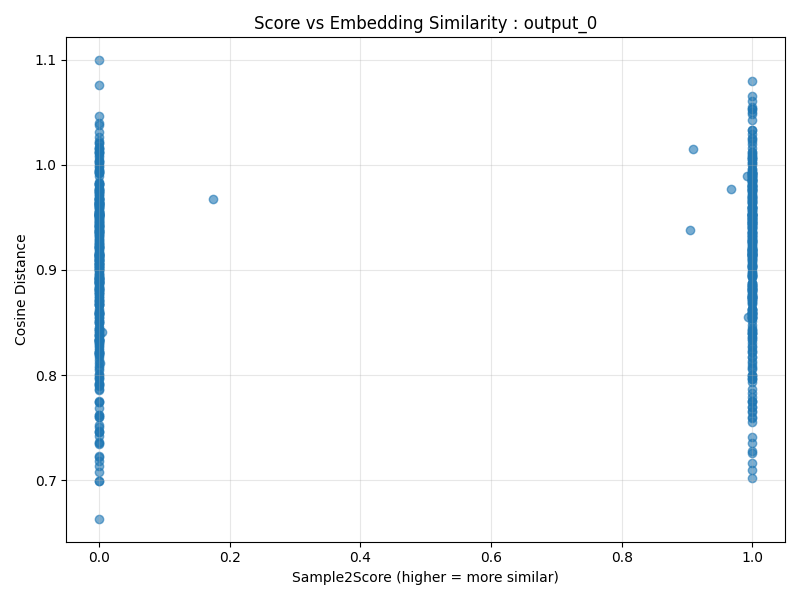 Score vs Embedding Similarity : output_0
1.1
1.0
0.9
0.8
0.7
Cosine Distance
0.0 0.2 0.4 0.6 0.8 1.0
Sample2Score (higher = more similar)